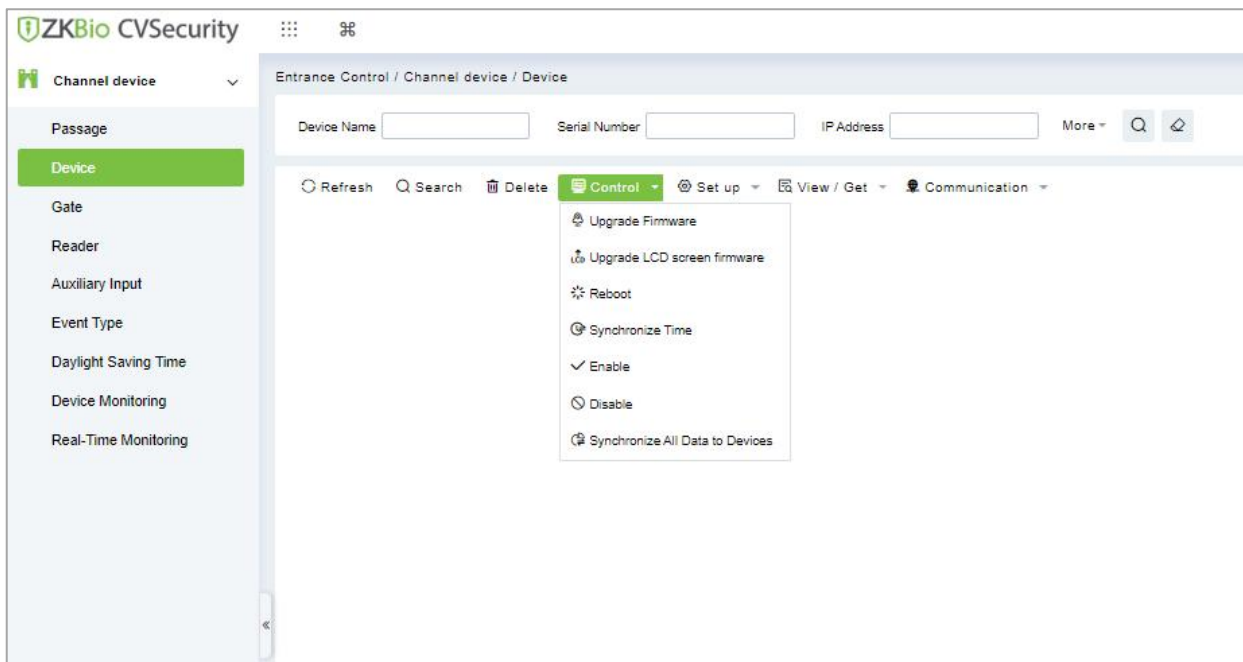 ZKBio CVSecurity
Channel device
Entrance Control / Channel device / Device
Passage
Device
Gate
Reader
Auxiliary Input
Event Type
Daylight Saving Time
Device Monitoring
Real-Time Monitoring
Device Name Serial Number IP Address More
Refresh Search Delete Control Set up View / Get Communication
Upgrade Firmware
LCD Upgrade LCD screen firmware
Reboot
Synchronize Time
Enable
Disable
Synchronize All Data to Devices